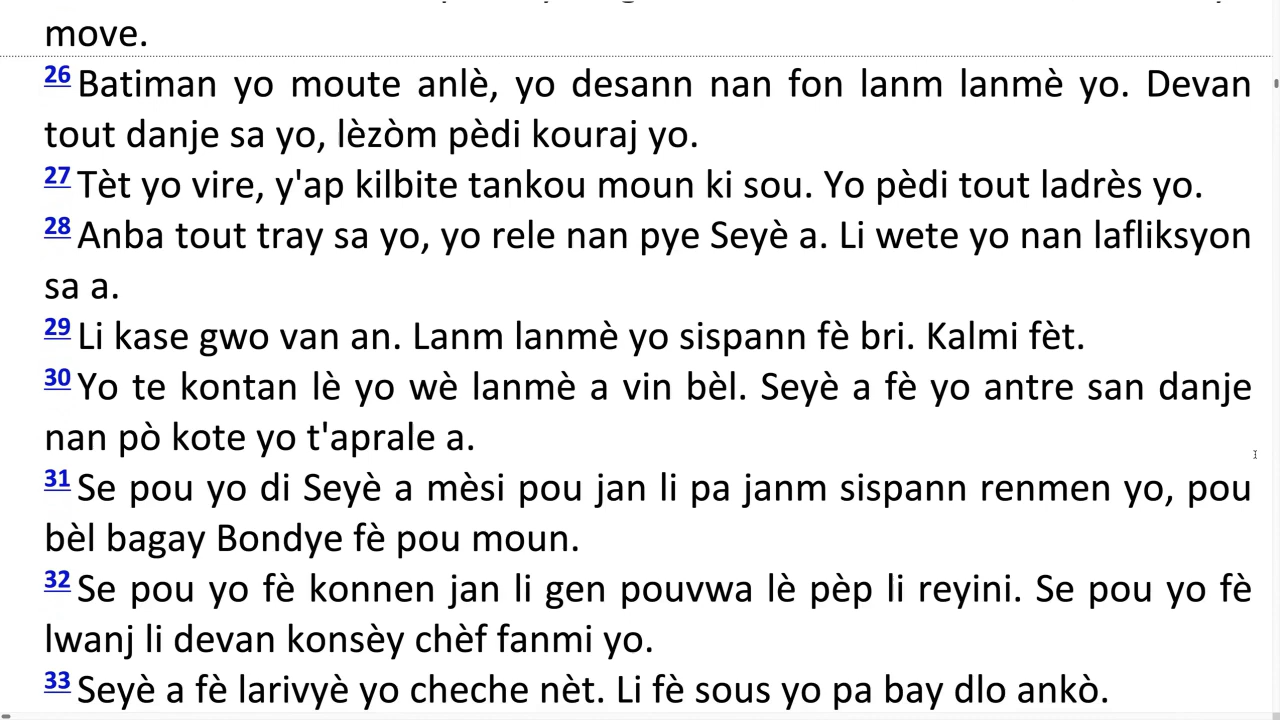 move.
26 Batiman yo moute anlè, yo desann nan fon lanm lanmè yo. Devan
tout danje sa yo, lèzòm pèdi kouraj yo.
27 Tèt yo vire, y'ap kilbite tankou moun ki sou. Yo pèdi tout ladrès yo.
28 Anba tout tray sa yo, yo rele nan pye Seyè a. Li wete yo nan lafliksyon
sa a.
29 Li kase gwo van an. Lanm lanmè yo sispann fè bri. Kalmi fèt.
30 Yo te kontan lè yo wè lanmè a vin bèl. Seyè a fè yo antre san danje
nan pò kote yo t'aprale a.
31 Se pou yo di Seyè a mèsi pou jan li pa janm sispann renmen yo, pou
bèl bagay Bondye fè pou moun.
32 Se pou yo fè konnen jan li gen pouvwa lè pèp li reyini. Se pou yo fè
lwanj li devan konsèy chèf fanmi yo.
33 Seyè a fè larivyè yo cheche nèt. Li fè sous yo pa bay dlo ankò.